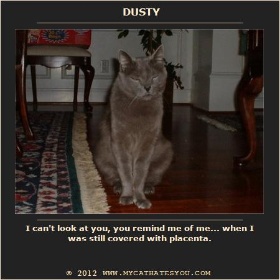 DUSTY
I can't look at you, you remind me of me... when I
was still covered with placenta.
© 2012 WWW.MYCATHATESYOU.COM